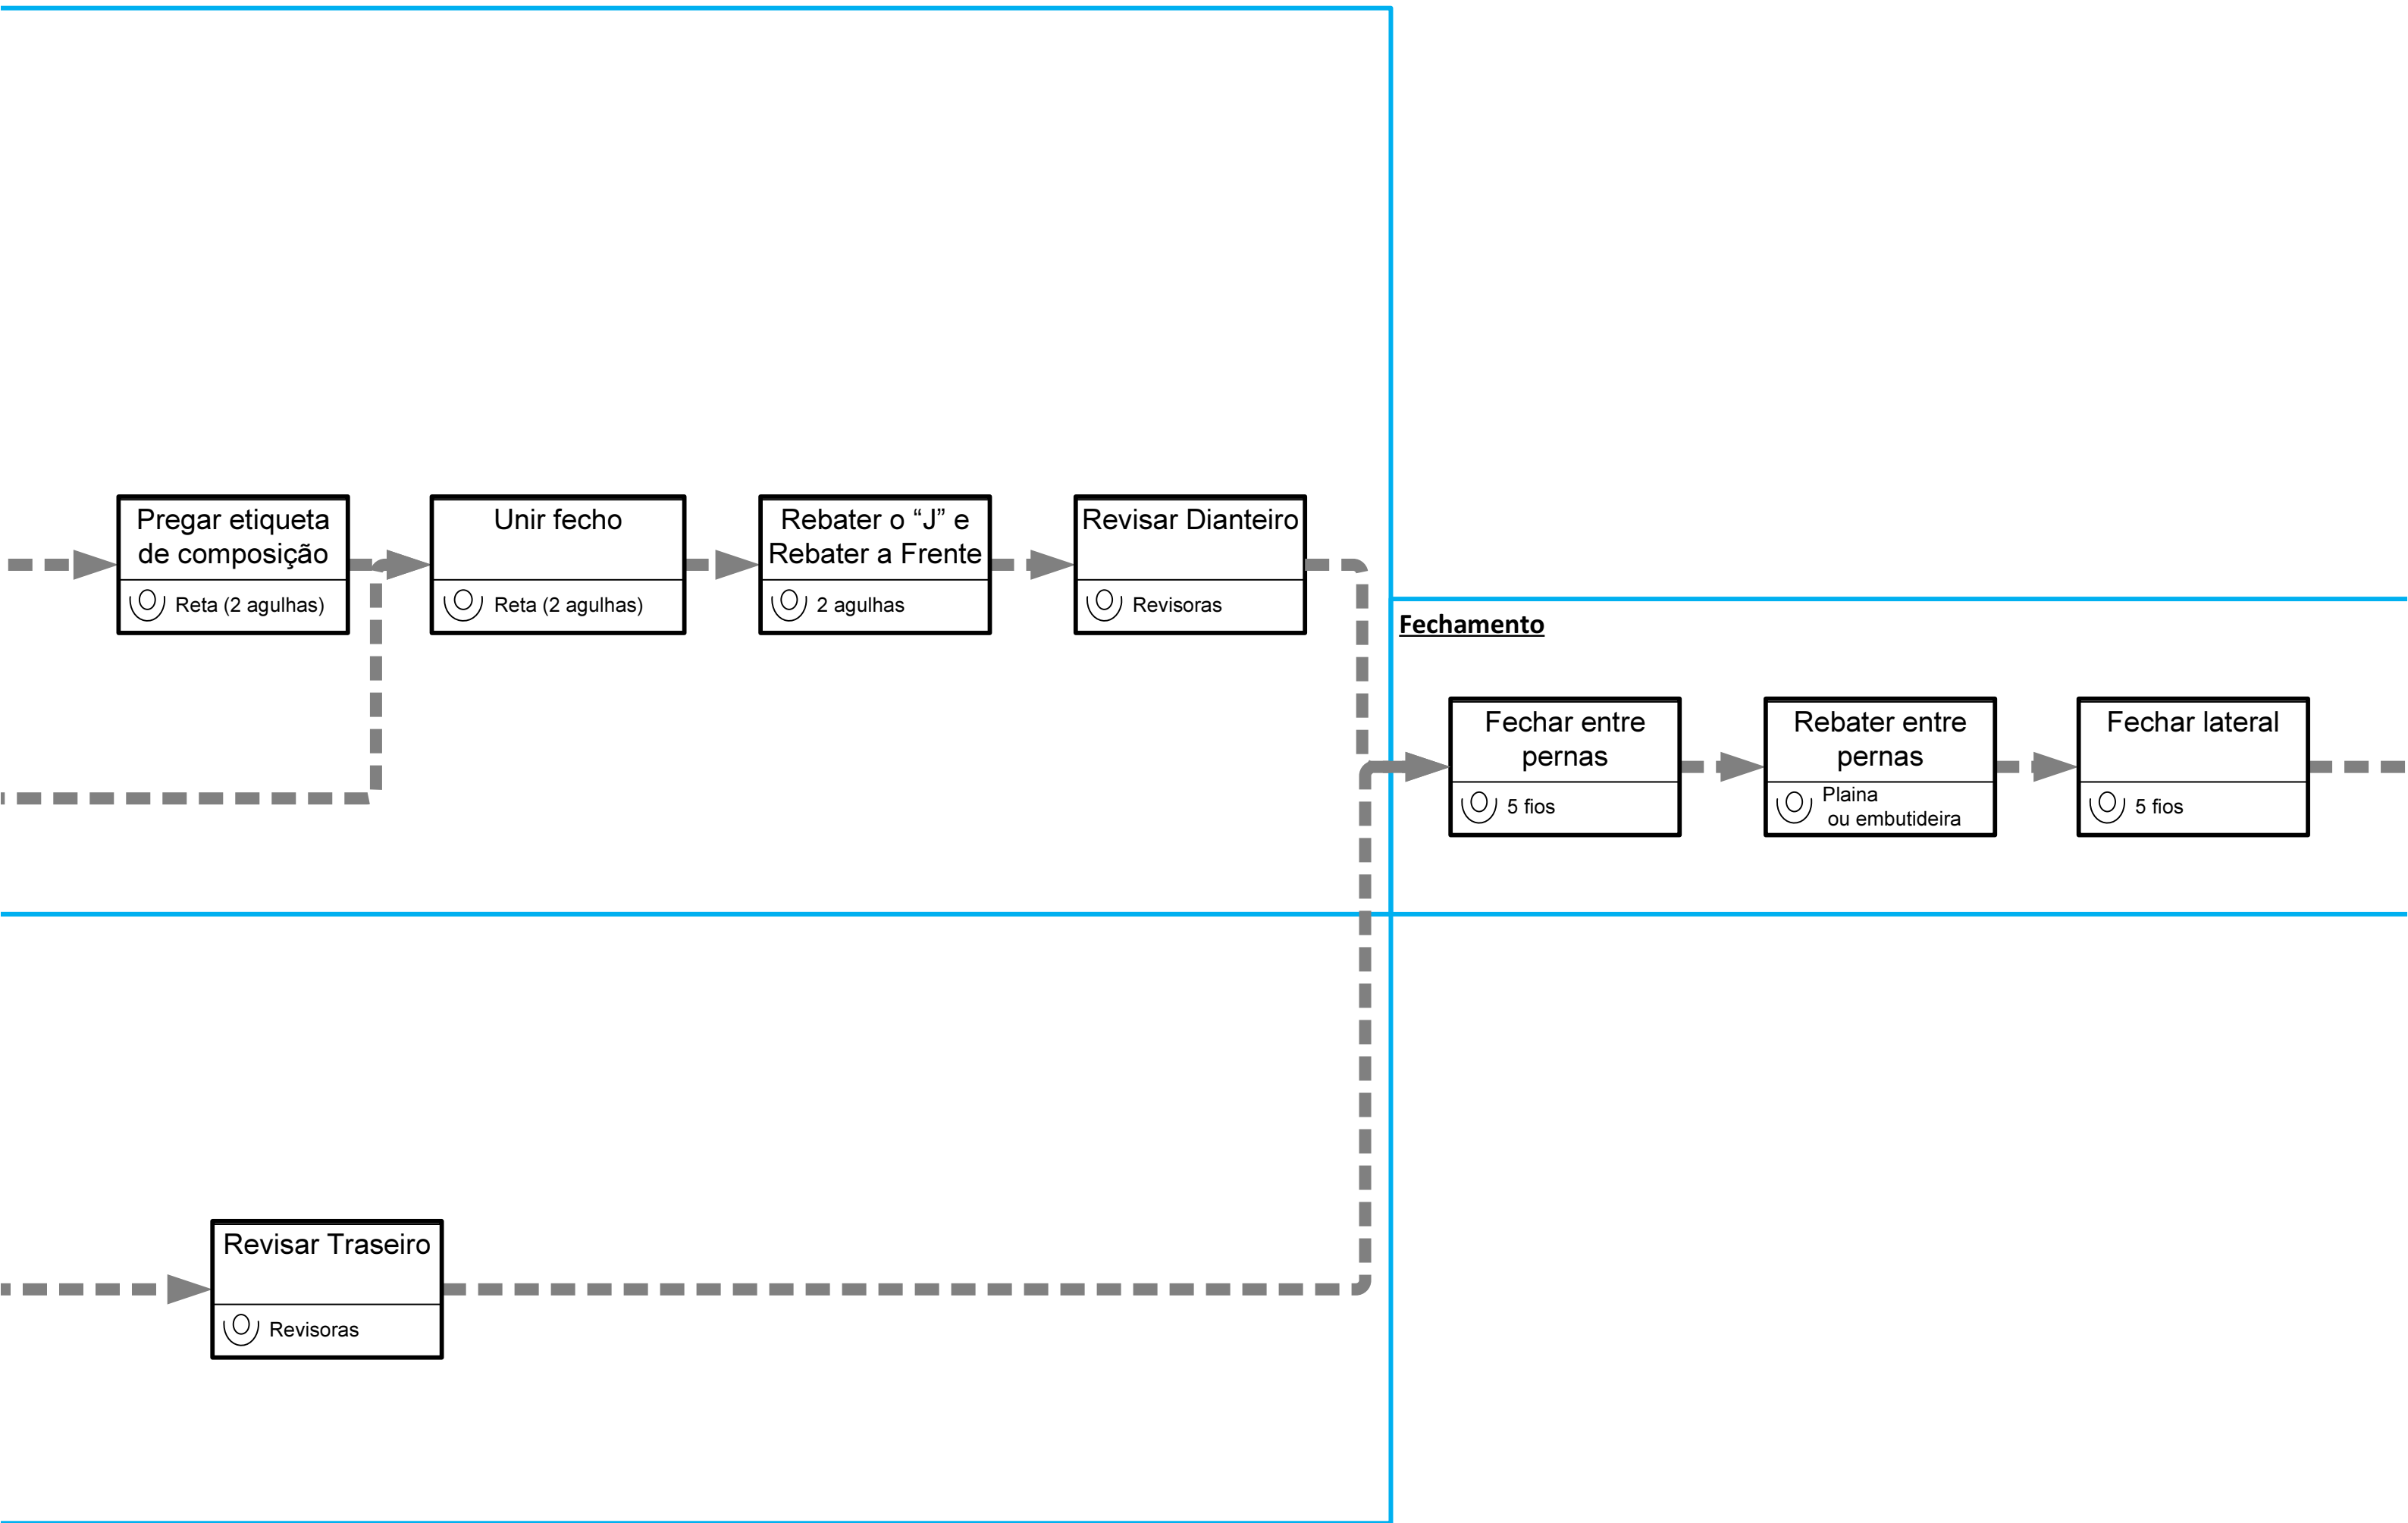 Pregar etiqueta
de composição
Reta (2 agulhas)
Unir fecho
Reta (2 agulhas)
Rebater o “J” e
Rebater a Frente
2 agulhas
Revisar Dianteiro
Revisoras
Fechamento
Fechar entre
pernas
5 fios
Rebater entre
pernas
Plaina
ou embutideira
Fechar lateral
5 fios
Revisar Traseiro
Revisoras